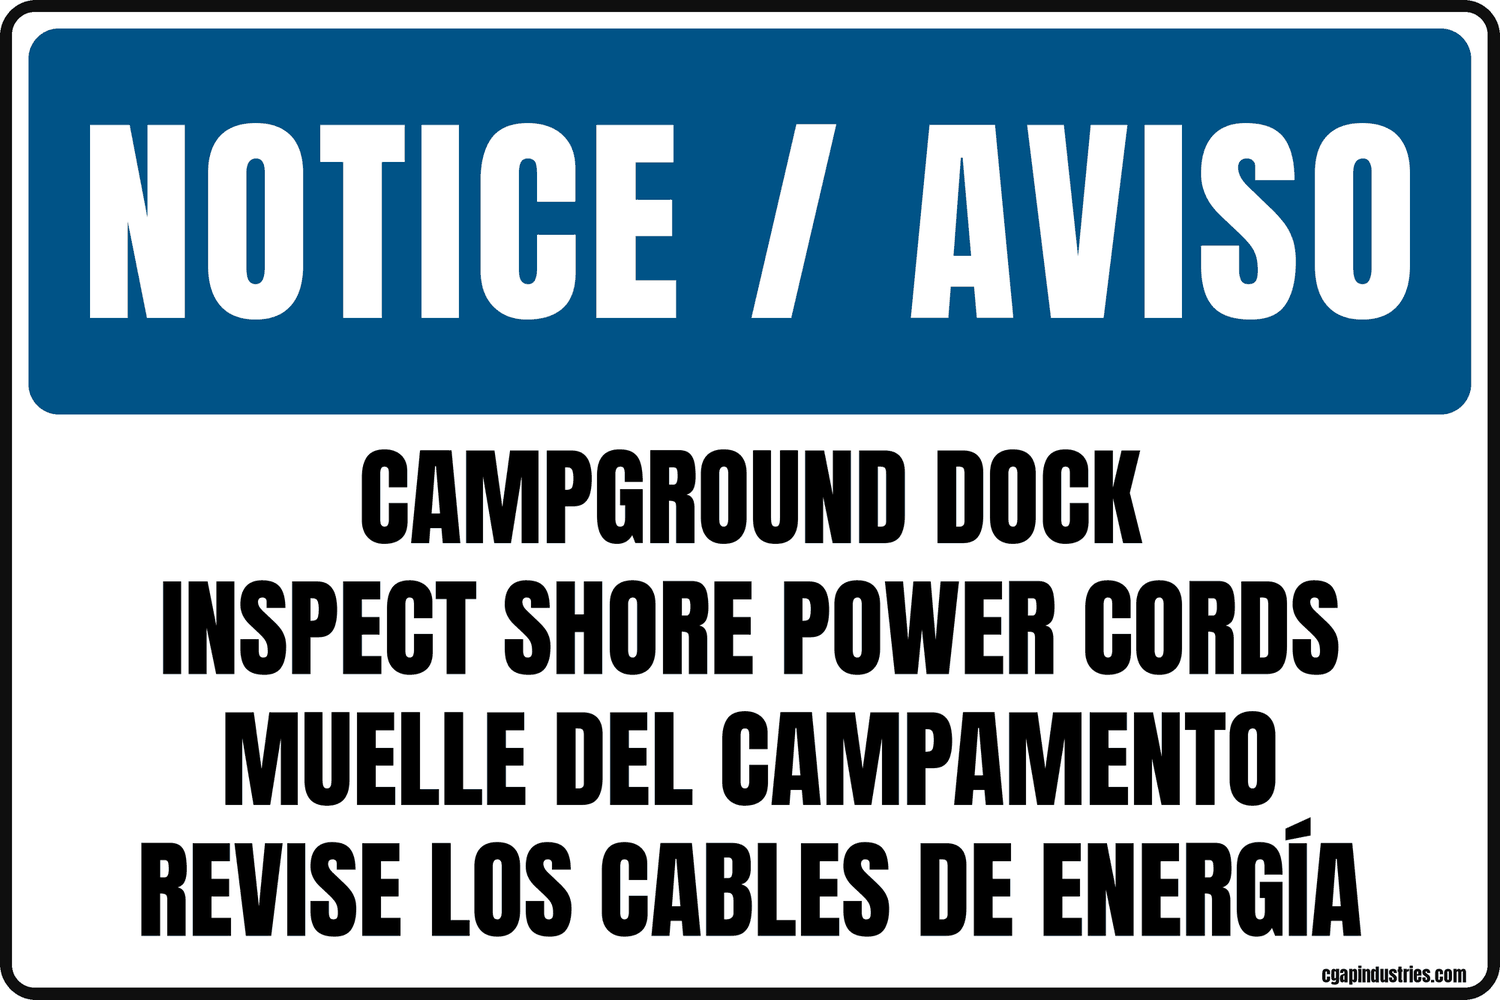 NOTICE / AVISO
CAMPGROUND DOCK
INSPECT SHORE POWER CORDS
MUELLE DEL CAMPAMENTO
REVISE LOS CABLES DE ENERGÍA
cgapindustries.com